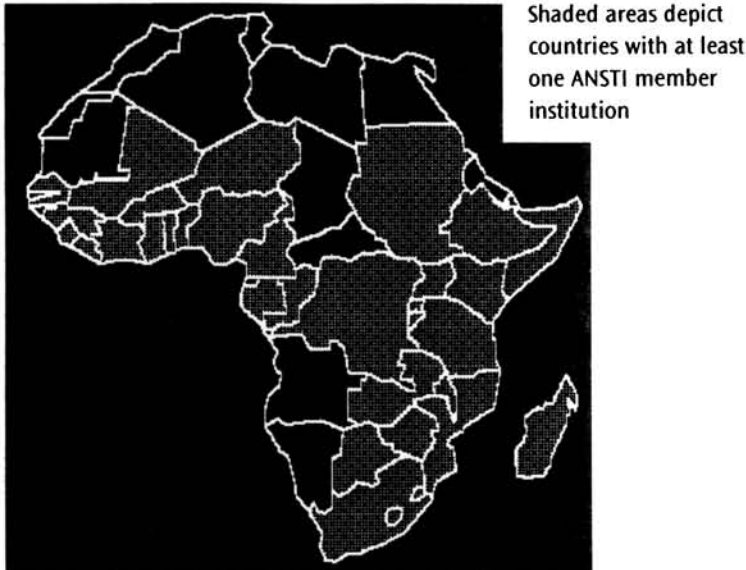 Shaded areas depict
countries with at least
one ANSTI member
institution